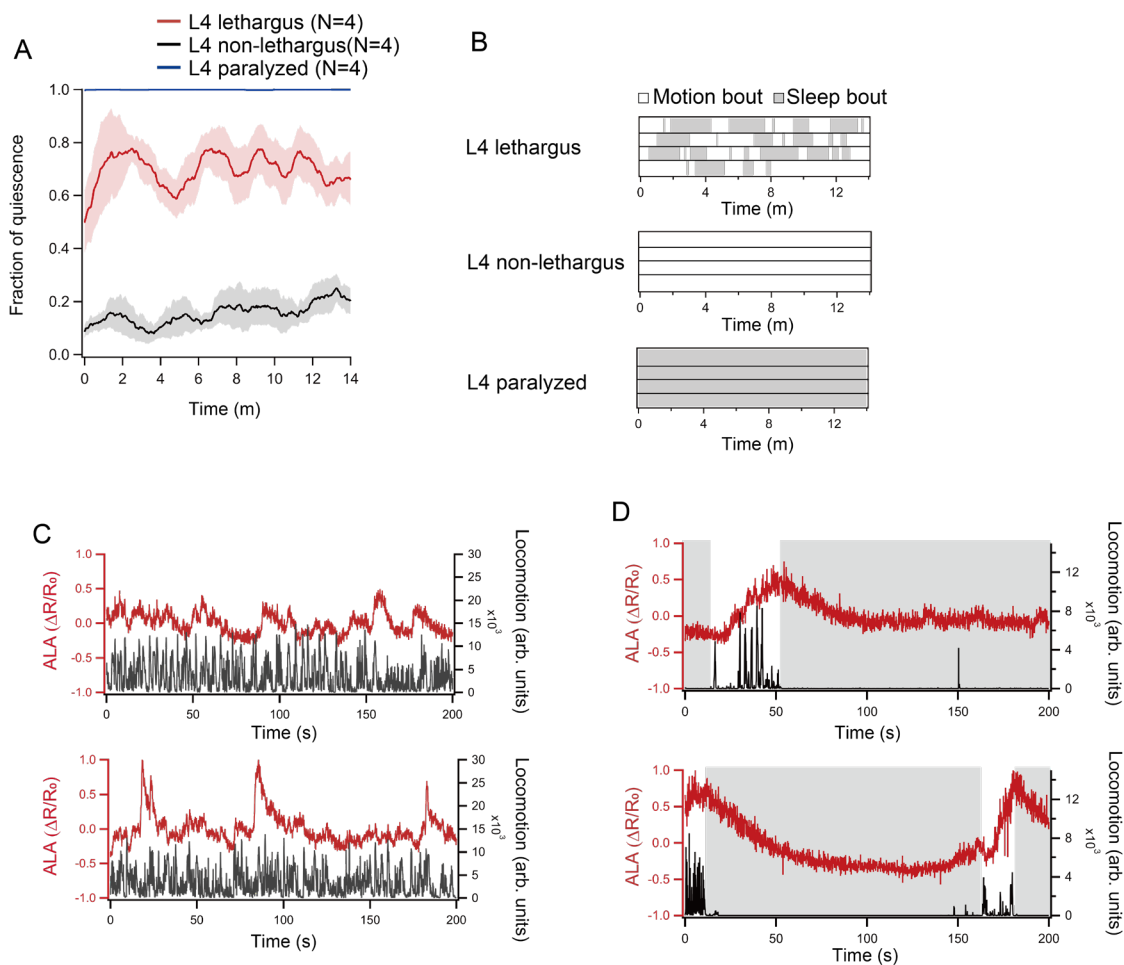 L4 lethargus (N=4)
L4 non-lethargus(N=4)
L4 paralyzed (N=4)
A
Fraction of quiescence
1.0
0.8
0.6
0.4
0.2
0.0
0 2 4 6 8 10 12 14
Time (m)
B
Motion bout Sleep bout
L4 lethargus
0 4 8 12
Time (m)
L4 non-lethargus
0 4 8 12
Time (m)
L4 paralyzed
0 4 8 12
Time (m)
C
ALA (ΔR/R₀)
1.0
0.5
0.0
-0.5
-1.0
30
25
20
15
10
5
0
x10³
Locomotion (arb. units)
0 50 100 150 200
Time (s)
ALA (ΔR/R₀)
1.0
0.5
0.0
-0.5
-1.0
30
25
20
15
10
5
0
x10³
Locomotion (arb. units)
0 50 100 150 200
Time (s)
D
ALA (ΔR/R₀)
1.0
0.5
0.0
-0.5
-1.0
12
8
4
0
x10³
Locomotion (arb. units)
0 50 100 150 200
Time (s)
ALA (ΔR/R₀)
1.0
0.5
0.0
-0.5
-1.0
12
8
4
0
x10³
Locomotion (arb. units)
0 50 100 150 200
Time (s)